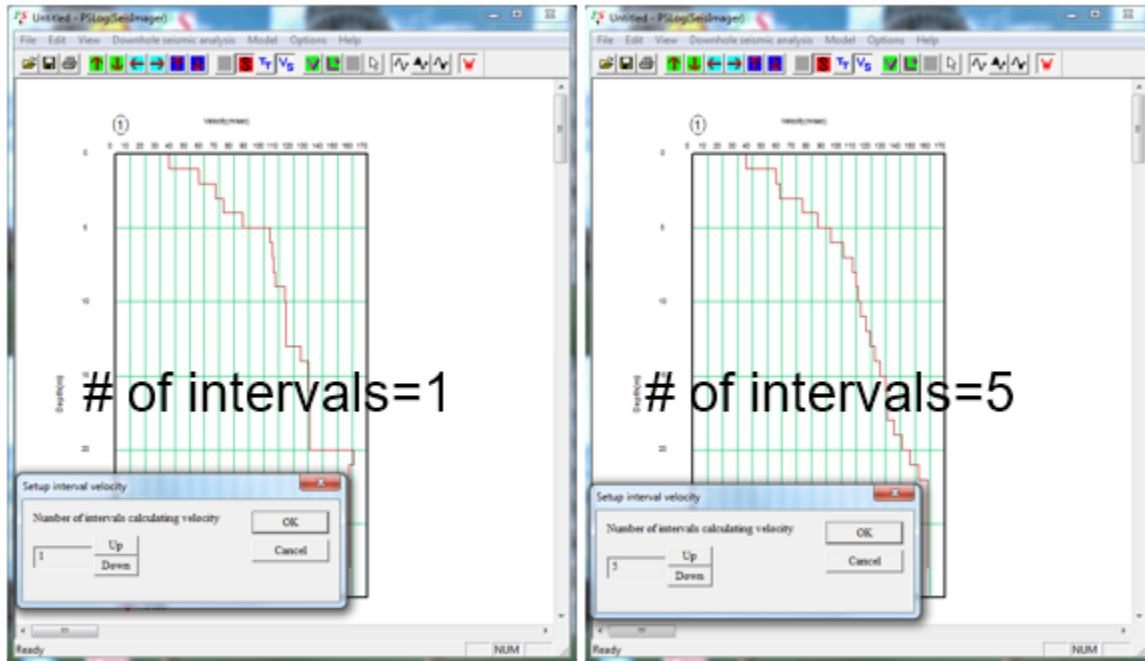 Untitled - PSLog(SeisImager)
File Edit View Downhole seismic analysis Model Options Help
1
Velocity(m/sec)
0 10 20 30 40 50 60 70 80 90 100 110 120 130 140 150 160 170
0
5
10
Depth(m)
# of intervals=1
20
Setup interval velocity
Number of intervals calculating velocity
OK
1
Up
Down
Cancel
Ready
NUM
Untitled - PSLog(SeisImager)
File Edit View Downhole seismic analysis Model Options Help
1
Velocity(m/sec)
0 10 20 30 40 50 60 70 80 90 100 110 120 130 140 150 160 170
0
5
10
Depth(m)
# of intervals=5
20
Setup interval velocity
Number of intervals calculating velocity
OK
5
Up
Down
Cancel
Ready
NUM